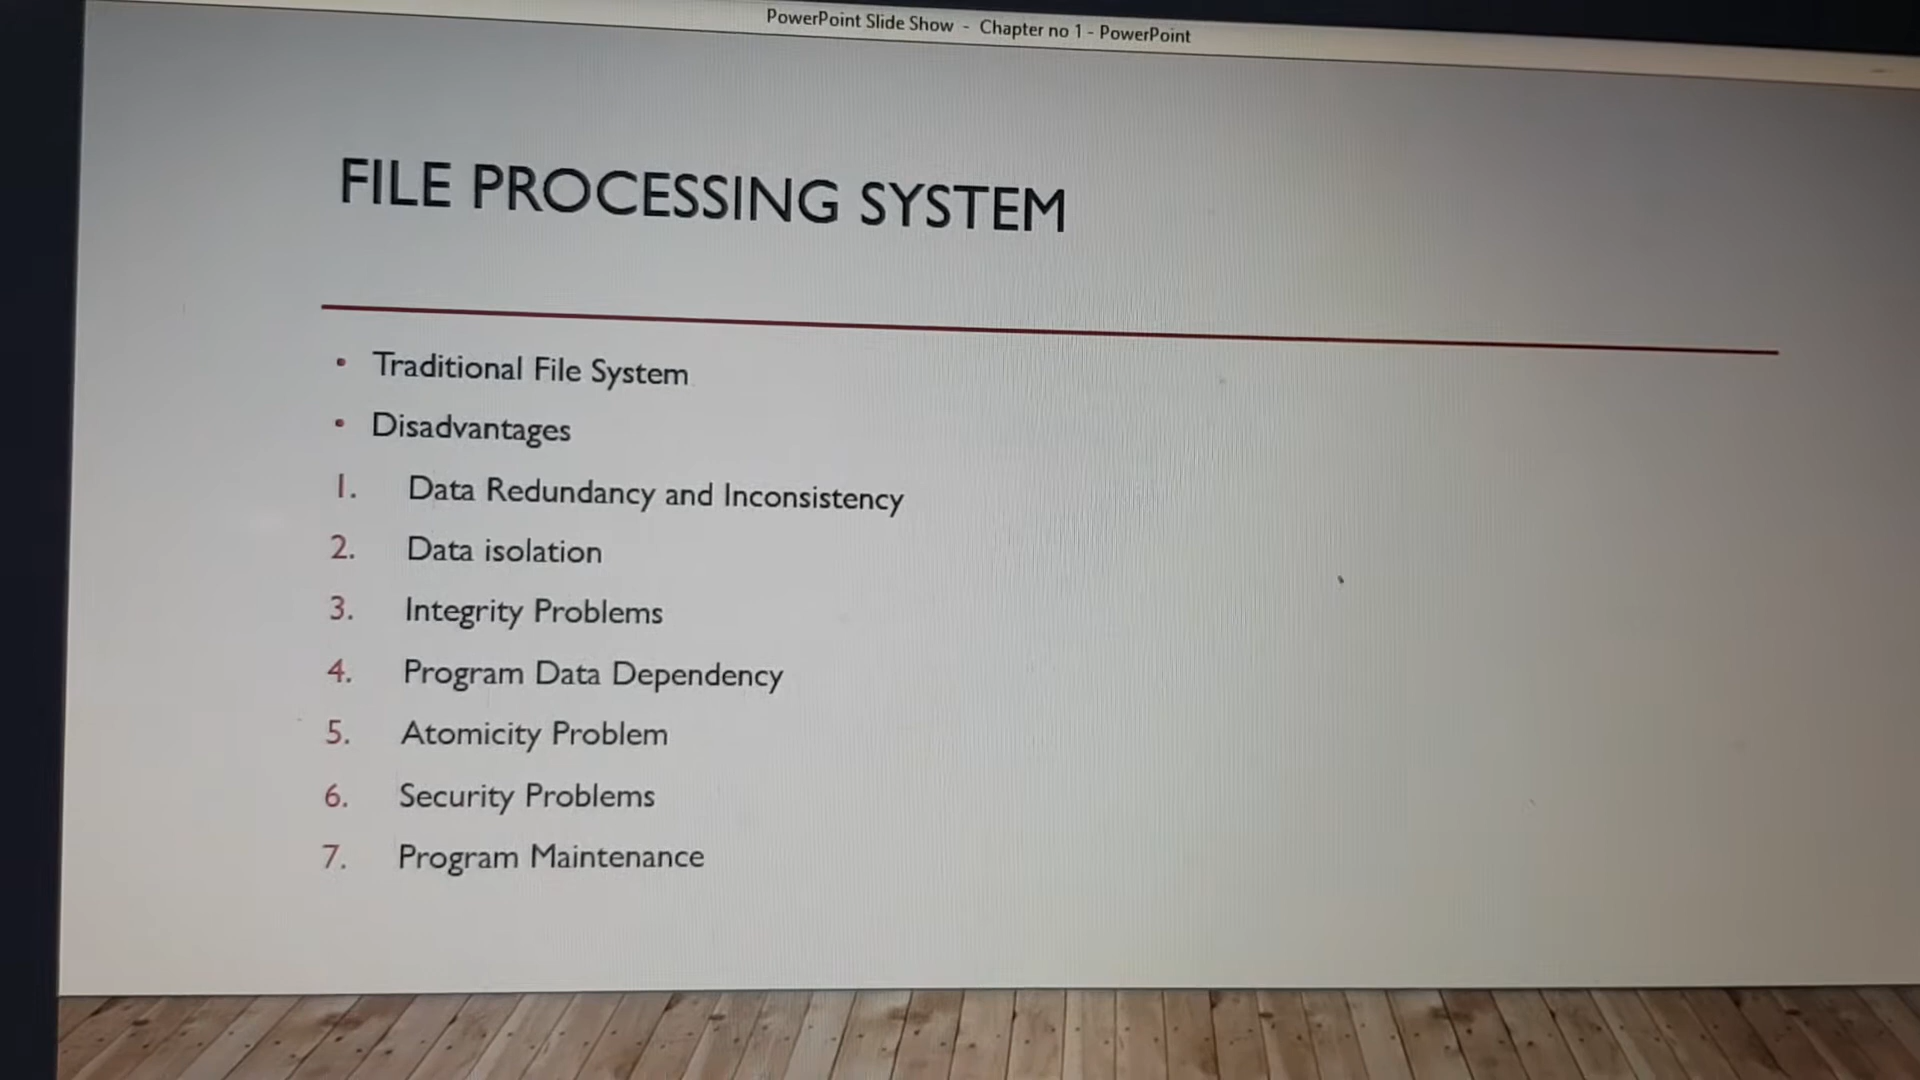 PowerPoint Slide Show - Chapter no 1 - PowerPoint
FILE PROCESSING SYSTEM
• Traditional File System
• Disadvantages
1. Data Redundancy and Inconsistency
2. Data isolation
3. Integrity Problems
4. Program Data Dependency
5. Atomicity Problem
6. Security Problems
7. Program Maintenance